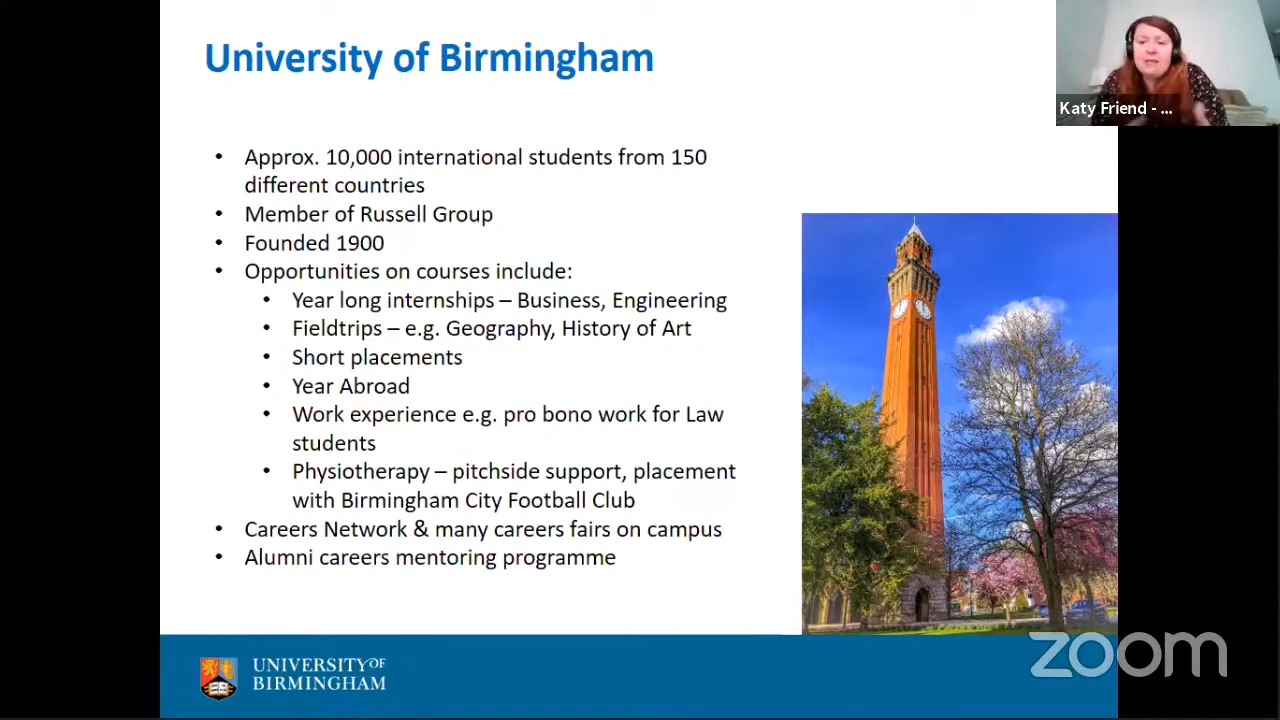 University of Birmingham
Katy Friend - ...
• Approx. 10,000 international students from 150
different countries
• Member of Russell Group
• Founded 1900
• Opportunities on courses include:
• Year long internships – Business, Engineering
• Fieldtrips – e.g. Geography, History of Art
• Short placements
• Year Abroad
• Work experience e.g. pro bono work for Law
students
• Physiotherapy – pitchside support, placement
with Birmingham City Football Club
• Careers Network & many careers fairs on campus
• Alumni careers mentoring programme
UNIVERSITY OF
BIRMINGHAM
zoom